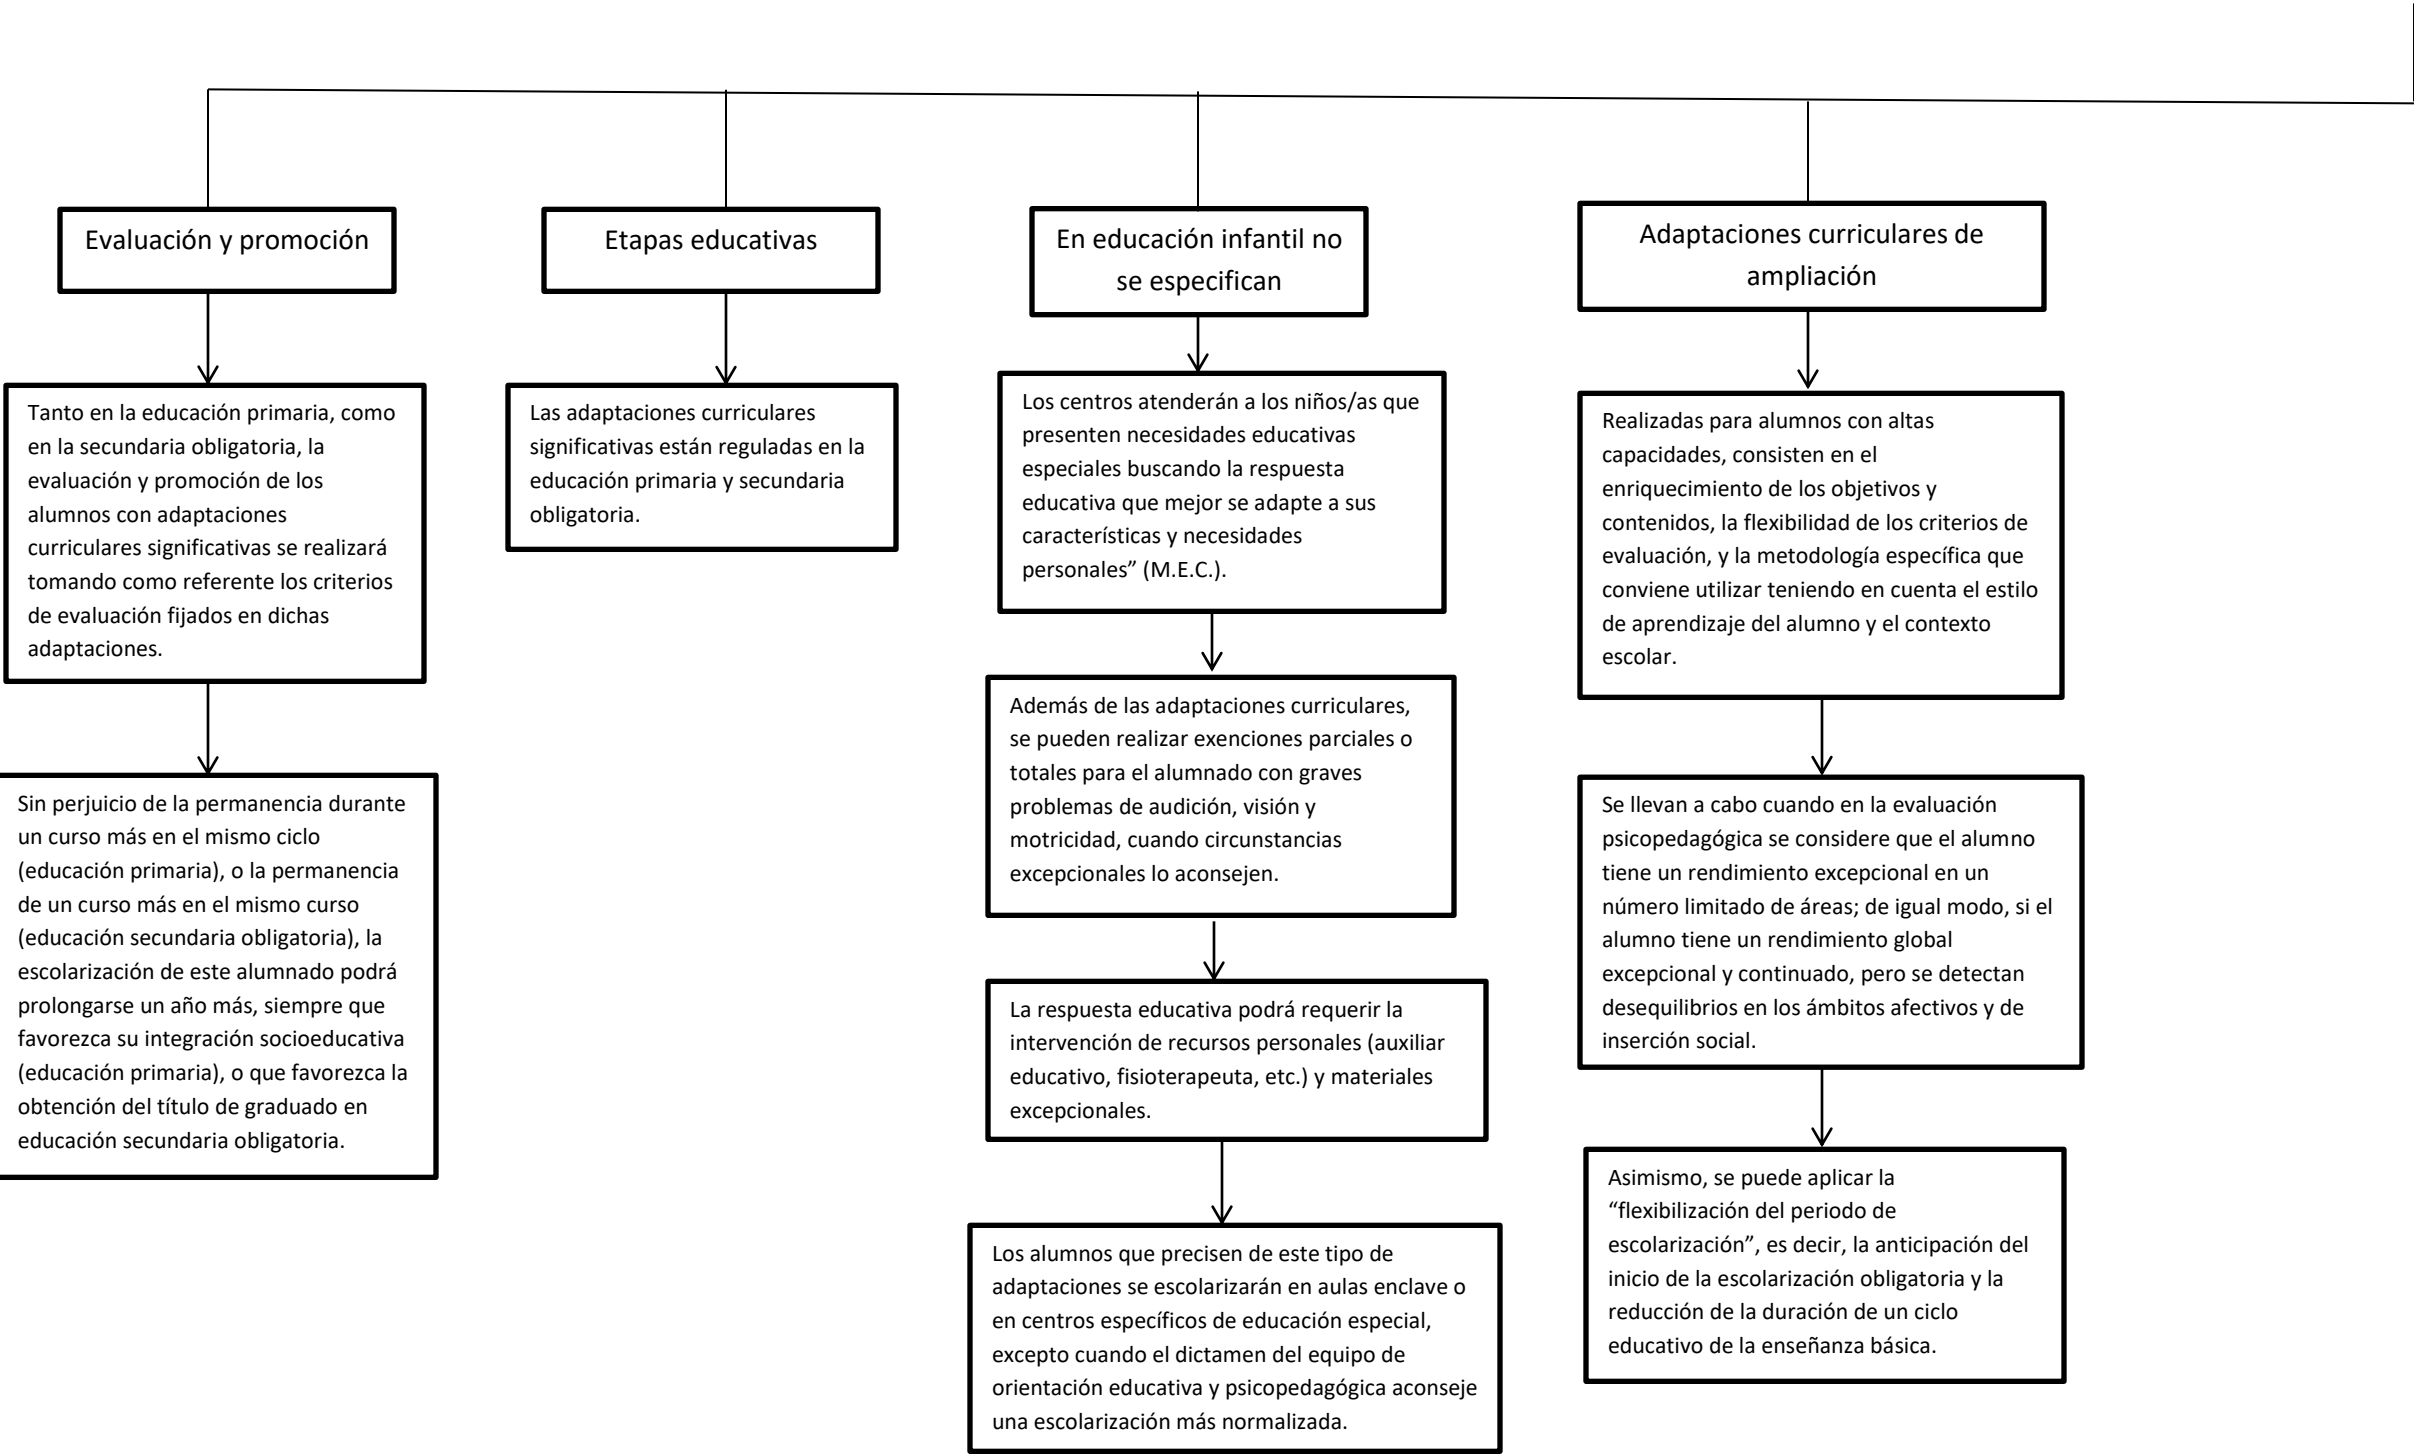 Evaluación y promoción
Tanto en la educación primaria, como
en la secundaria obligatoria, la
evaluación y promoción de los
alumnos con adaptaciones
curriculares significativas se realizará
tomando como referente los criterios
de evaluación fijados en dichas
adaptaciones.
Sin perjuicio de la permanencia durante
un curso más en el mismo ciclo
(educación primaria), o la permanencia
de un curso más en el mismo curso
(educación secundaria obligatoria), la
escolarización de este alumnado podrá
prolongarse un año más, siempre que
favorezca su integración socioeducativa
(educación primaria), o que favorezca la
obtención del título de graduado en
educación secundaria obligatoria.
Etapas educativas
Las adaptaciones curriculares
significativas están reguladas en la
educación primaria y secundaria
obligatoria.
En educación infantil no
se especifican
Los centros atenderán a los niños/as que
presenten necesidades educativas
especiales buscando la respuesta
educativa que mejor se adapte a sus
características y necesidades
personales” (M.E.C.).
Además de las adaptaciones curriculares,
se pueden realizar exenciones parciales o
totales para el alumnado con graves
problemas de audición, visión y
motricidad, cuando circunstancias
excepcionales lo aconsejen.
La respuesta educativa podrá requerir la
intervención de recursos personales (auxiliar
educativo, fisioterapeuta, etc.) y materiales
excepcionales.
Los alumnos que precisen de este tipo de
adaptaciones se escolarizarán en aulas enclave o
en centros específicos de educación especial,
excepto cuando el dictamen del equipo de
orientación educativa y psicopedagógica aconseje
una escolarización más normalizada.
Adaptaciones curriculares de
ampliación
Realizadas para alumnos con altas
capacidades, consisten en el
enriquecimiento de los objetivos y
contenidos, la flexibilidad de los criterios de
evaluación, y la metodología específica que
conviene utilizar teniendo en cuenta el estilo
de aprendizaje del alumno y el contexto
escolar.
Se llevan a cabo cuando en la evaluación
psicopedagógica se considere que el alumno
tiene un rendimiento excepcional en un
número limitado de áreas; de igual modo, si el
alumno tiene un rendimiento global
excepcional y continuado, pero se detectan
desequilibrios en los ámbitos afectivos y de
inserción social.
Asimismo, se puede aplicar la
“flexibilización del periodo de
escolarización”, es decir, la anticipación del
inicio de la escolarización obligatoria y la
reducción de la duración de un ciclo
educativo de la enseñanza básica.